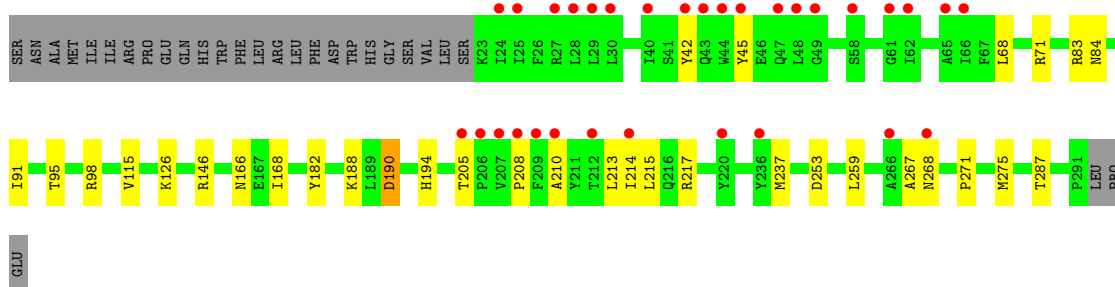 SER ASN ALA MET ILE ILE ARG PRO GLU GLN HIS TRP PHE LEU ARG LEU PHE ASP TRP HIS GLY SER VAL LEU SER K23 I24 I25 F26 R27 L28 L29 L30 I40 S41 Y42 Q43 W44 Y45 E46 Q47 L48 G49 S58 G61 I62 A65 I66 F67 L68 R71 R83 N84
I91 T95 R98 V115 K126 R146 N166 E167 I168 Y182 K188 L189 D190 H194 T205 P206 V207 P208 F209 A210 Y211 T212 L213 I214 L215 Q216 R217 Y220 Y236 M237 D253 L259 A266 A267 N268 P271 M275 T287 P291 LEU PRO
GLU